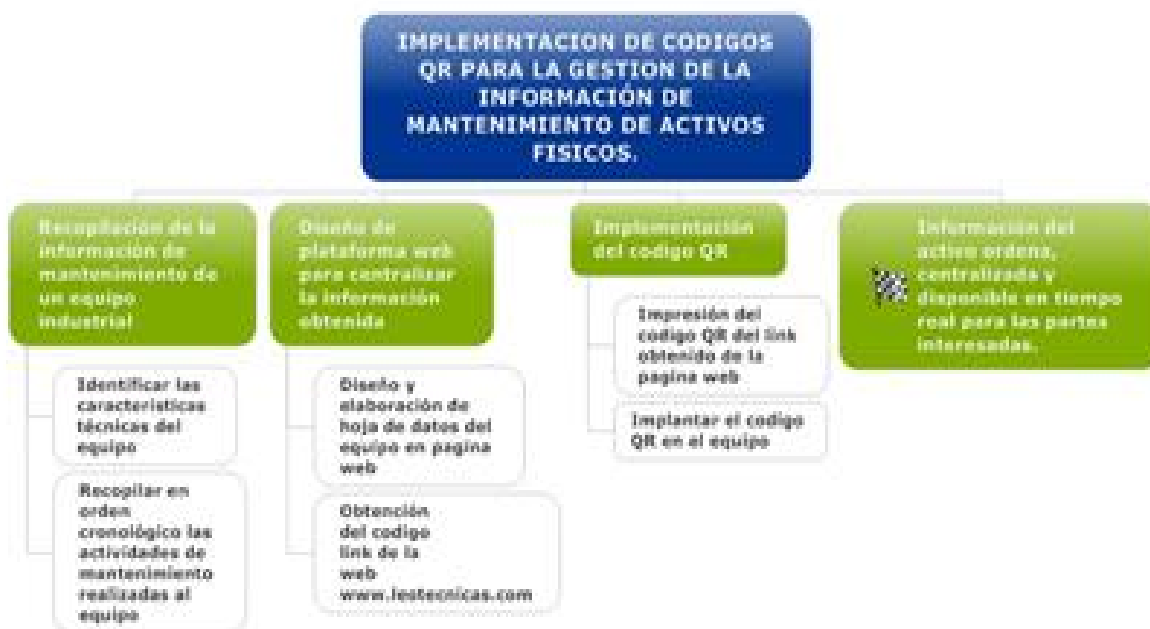 IMPLEMENTACION DE CODIGOS
QR PARA LA GESTION DE LA
INFORMACIÓN DE
MANTENIMIENTO DE ACTIVOS
FISICOS.
Recopilación de la
información de
mantenimiento de
un equipo
industrial
Identificar las
características
técnicas del
equipo
Recopilar en
orden
cronológico las
actividades de
mantenimiento
realizadas al
equipo
Diseño de
plataforma web
para centralizar
la información
obtenida
Diseño y
elaboración de
hoja de datos del
equipo en pagina
web
Obtención
del codigo
link de la
web
www.leotecnicas.com
Implementación
del codigo QR
Impresión del
codigo QR del link
obtenido de la
pagina web
Implantar el codigo
QR en el equipo
Información del
activo ordena,
centralizada y
disponible en tiempo
real para las partes
interesadas.